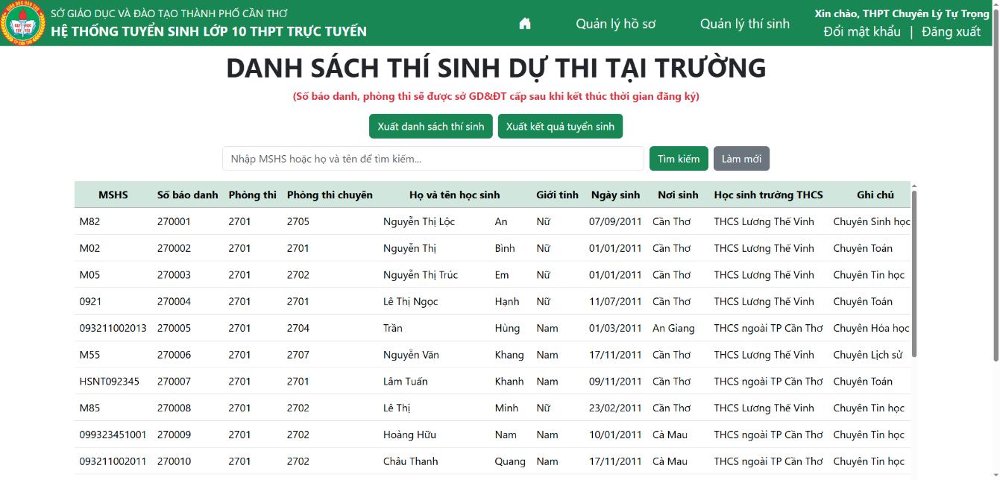 SỞ GIÁO DỤC VÀ ĐÀO TẠO THÀNH PHỐ CẦN THƠ
HỆ THỐNG TUYỂN SINH LỚP 10 THPT TRỰC TUYẾN
Quản lý hồ sơ Quản lý thí sinh
Xin chào, THPT Chuyên Lý Tự Trọng
Đổi mật khẩu | Đăng xuất
DANH SÁCH THÍ SINH DỰ THI TẠI TRƯỜNG
(Số báo danh, phòng thi sẽ được sở GD&ĐT cấp sau khi kết thúc thời gian đăng ký)
Xuất danh sách thí sinh Xuất kết quả tuyển sinh
Nhập MSHS hoặc họ và tên để tìm kiếm... Tìm kiếm Làm mới
MSHS Số báo danh Phòng thi Phòng thi chuyên Họ và tên học sinh Giới tính Ngày sinh Nơi sinh Học sinh trường THCS Ghi chú
M82 270001 2701 2705 Nguyễn Thị Lộc An Nữ 07/09/2011 Cần Thơ THCS Lương Thế Vinh Chuyên Sinh học
M02 270002 2701 2701 Nguyễn Thị Bình Nữ 01/01/2011 Cần Thơ THCS Lương Thế Vinh Chuyên Toán
M05 270003 2701 2702 Nguyễn Thị Trúc Em Nữ 01/01/2011 Cần Thơ THCS Lương Thế Vinh Chuyên Tin học
0921 270004 2701 2701 Lê Thị Ngọc Hạnh Nữ 11/07/2011 Cần Thơ THCS Lương Thế Vinh Chuyên Toán
093211002013 270005 2701 2704 Trần Hùng Nam 01/03/2011 An Giang THCS ngoài TP Cần Thơ Chuyên Hóa học
M55 270006 2701 2707 Nguyễn Văn Khang Nam 17/11/2011 Cần Thơ THCS Lương Thế Vinh Chuyên Lịch sử
HSNT092345 270007 2701 2701 Lâm Tuấn Khanh Nam 09/11/2011 Cần Thơ THCS ngoài TP Cần Thơ Chuyên Toán
M85 270008 2701 2702 Lê Thị Minh Nữ 23/02/2011 Cần Thơ THCS Lương Thế Vinh Chuyên Tin học
099323451001 270009 2701 2702 Hoàng Hữu Nam Nam 10/01/2011 Cà Mau THCS ngoài TP Cần Thơ Chuyên Tin học
093211002011 270010 2701 2702 Châu Thanh Quang Nam 17/11/2011 Cà Mau THCS ngoài TP Cần Thơ Chuyên Tin học